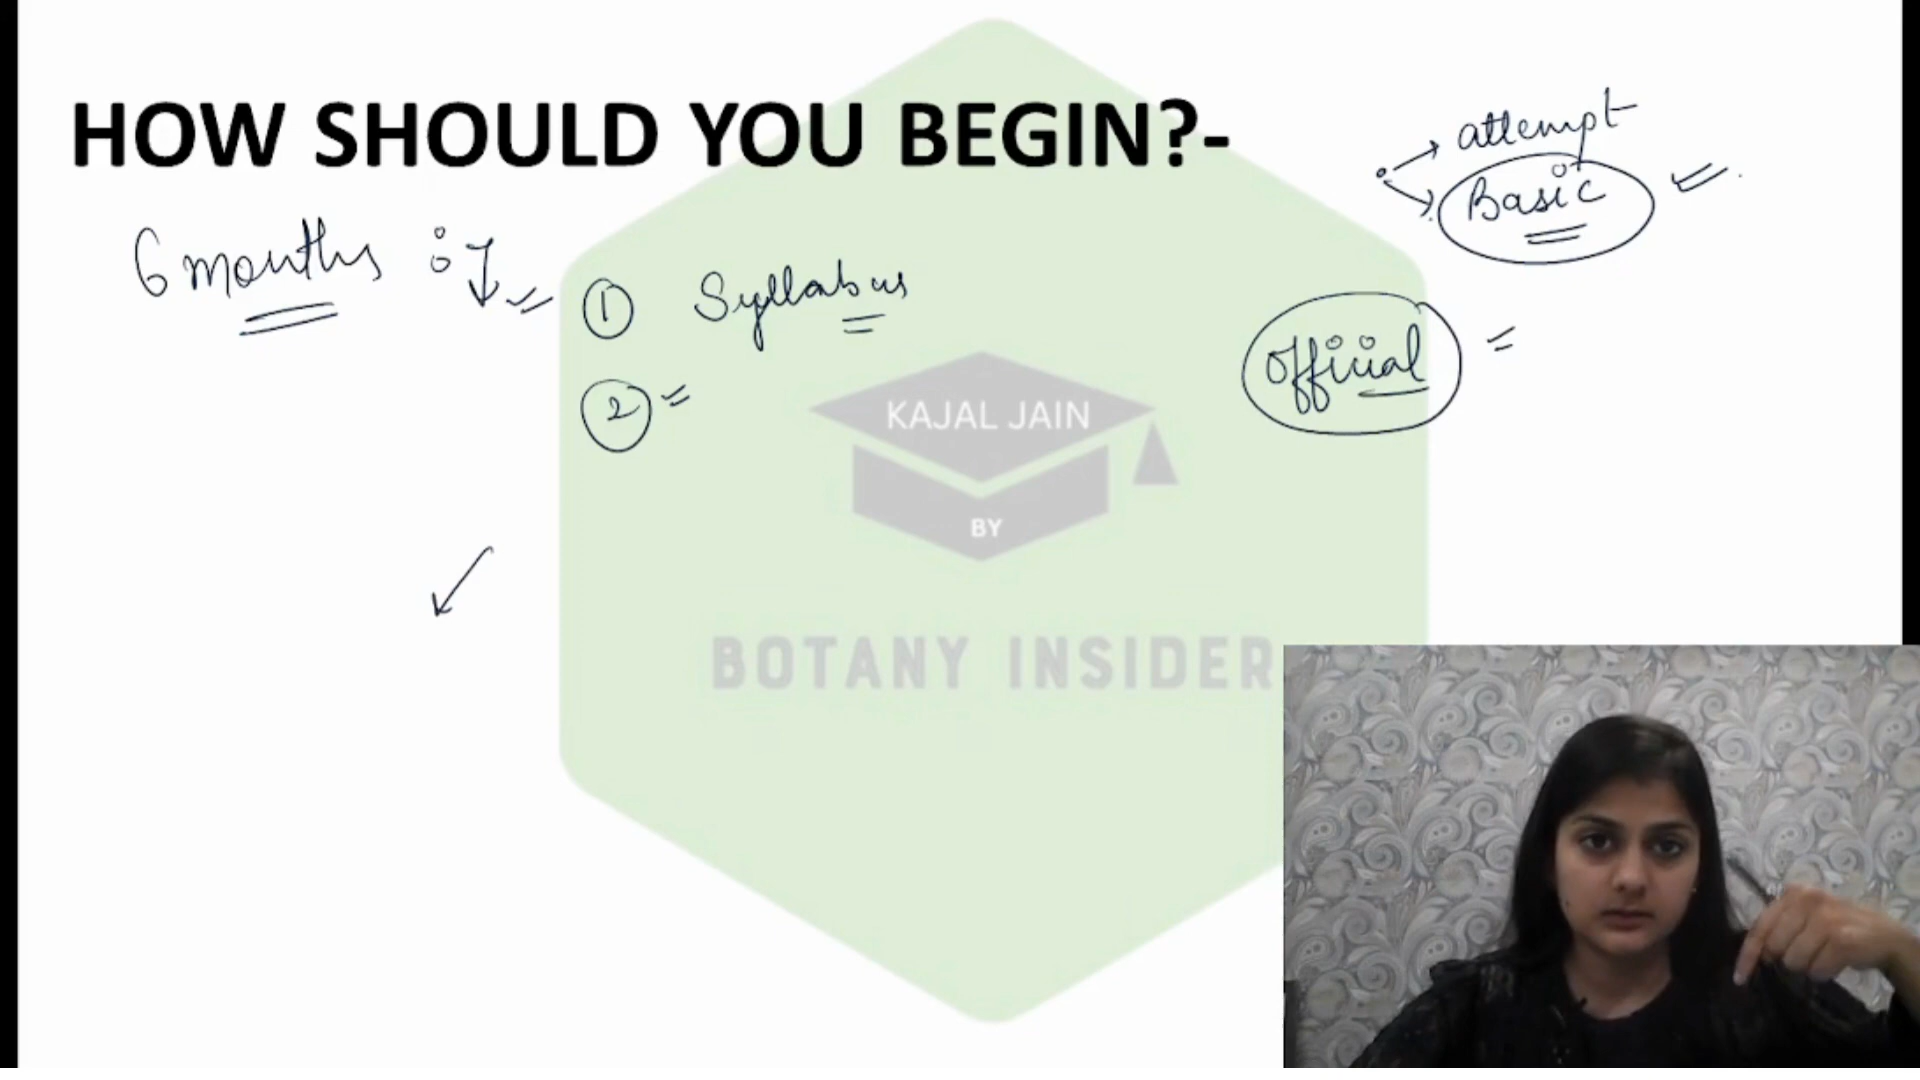 HOW SHOULD YOU BEGIN?-
attempt
Basic
6 months :
1 Syllabus
official
2
KAJAL JAIN
BY
BOTANY INSIDER